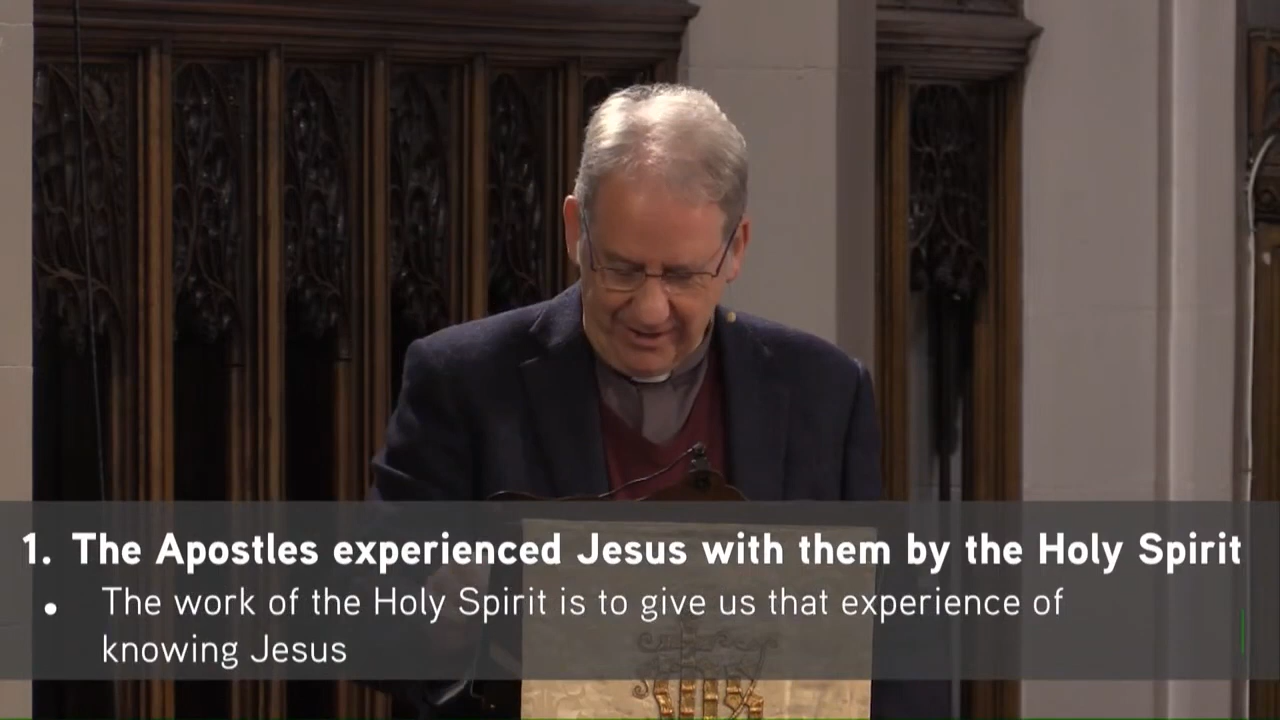 1. The Apostles experienced Jesus with them by the Holy Spirit
• The work of the Holy Spirit is to give us that experience of
knowing Jesus